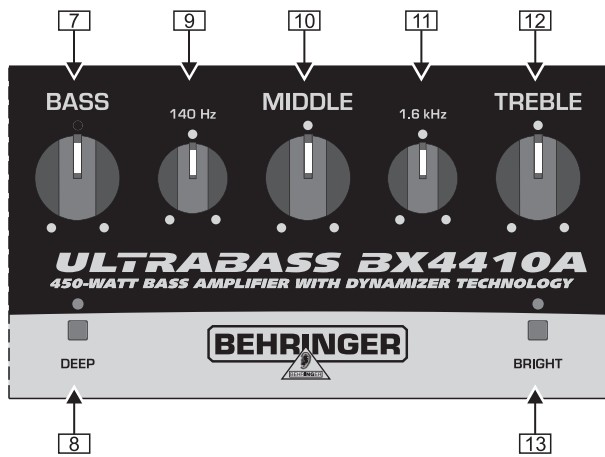 7 9 10 11 12
BASS 140 Hz MIDDLE 1.6 kHz TREBLE
ULTRABASS BX4410A
450-WATT BASS AMPLIFIER WITH DYNAMIZER TECHNOLOGY
DEEP BEHRINGER BRIGHT
BEHRINGER
8 13